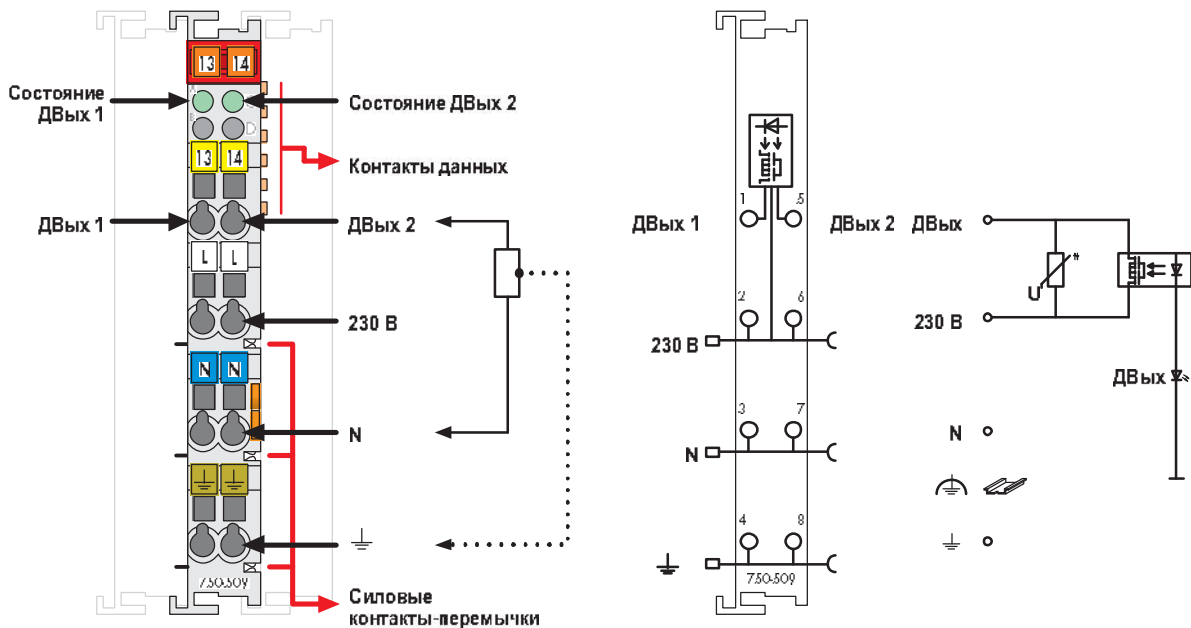 13 14
Состояние
ДВых 1
A C
Состояние ДВых 2
B D
13 14
Контакты данных
ДВых 1
ДВых 2
L L
230 В
N N
N
750-509
Силовые
контакты-перемычки
1 5
ДВых 1
ДВых 2
2 6
230 В
3 7
N
4 8
750-509
ДВых
U *
230 В
ДВых
N